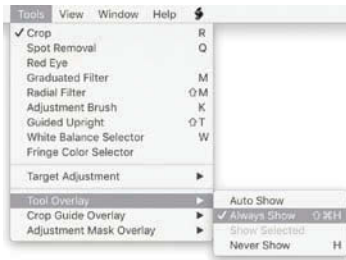 Tools View Window Help
✓ Crop R
Spot Removal Q
Red Eye
Graduated Filter M
Radial Filter ⇧M
Adjustment Brush K
Guided Upright ⇧T
White Balance Selector W
Fringe Color Selector
Target Adjustment ▶
Tool Overlay ▶
Crop Guide Overlay ▶
Adjustment Mask Overlay ▶
Auto Show
✓ Always Show ⇧⌘H
Show Selected
Never Show H